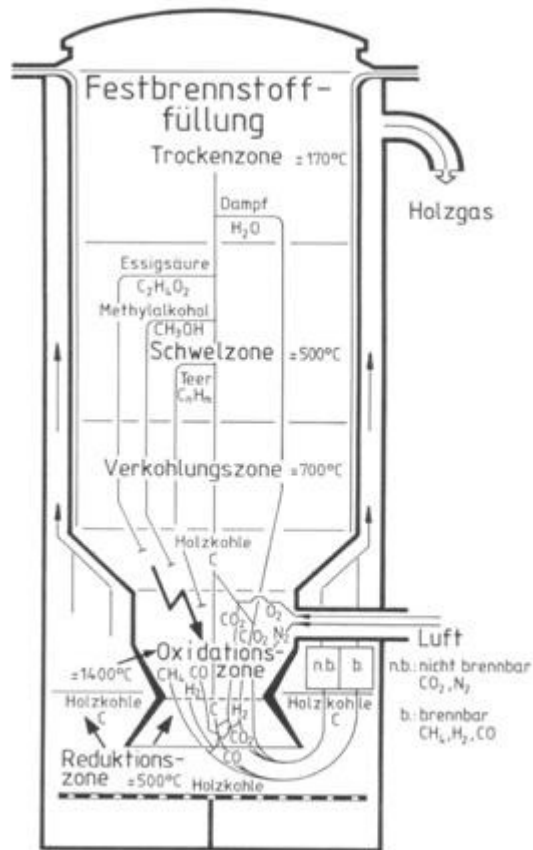 Festbrennstoff-
füllung
Trockenzone ±170°C
Holzgas
Dampf
H₂O
Essigsäure
C₂H₄O₂
Methylalkohol
CH₃OH
Schwelzone ±500°C
Teer
CₙHₘ
Verkohlungszone ±700°C
Holzkohle
C
O₂
CO₂
C O₂ N₂
Luft
Oxidations-
zone
±1400°C
CH₄ CO
H₂
n.b. b.
n.b.: nicht brennbar
CO₂, N₂
Holzkohle
C
C H₂
Holzkohle
C
b.: brennbar
CH₄, H₂, CO
CO₂
CO
Reduktions-
zone ±500°C
Holzkohle